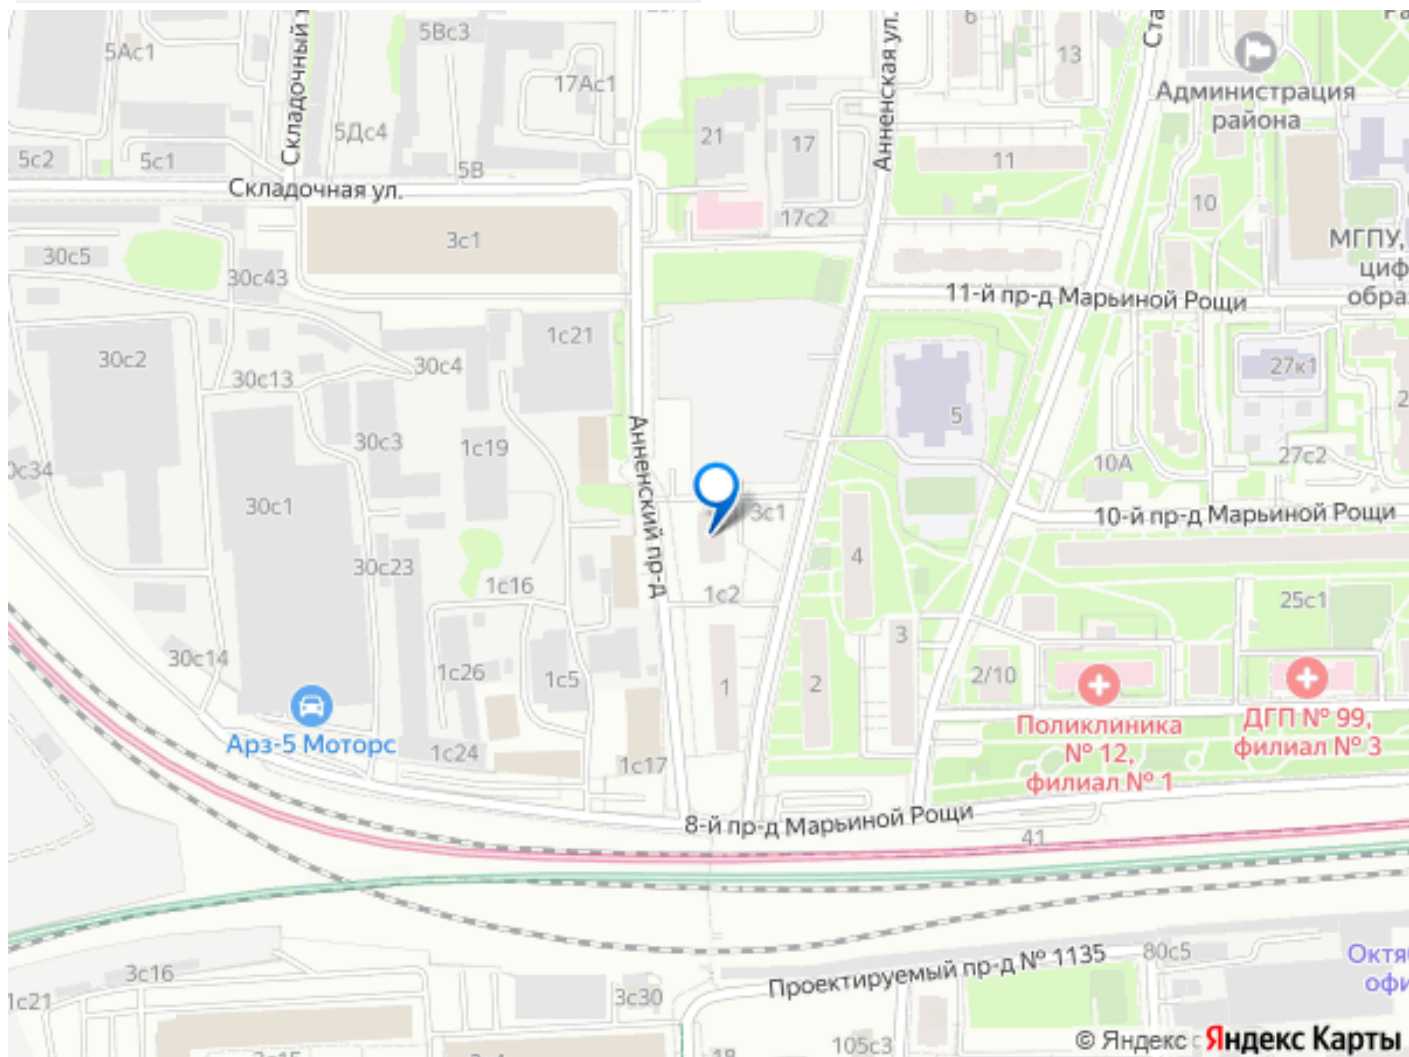 5Вс3
6
5Ас1
13
17Ас1
Складочный
Анненская ул.
Ста
Администрация
района
5Дс4
21
17
11
5с2
5с1
5В
Складочная ул.
10
17с2
3с1
МГПУ,
циф
обра
30с5
30с43
11-й пр-д Марьиной Рощи
1с21
30с2
30с4
30с13
27к1
2
5
30с3
1с19
Анненский пр-д
10А
27с2
30с1
3с1
10-й пр-д Марьиной Рощи
4
30с23
1с16
1с2
25с1
3
30с14
1с26
1с5
1
2
2/10
Арз-5 Моторс
1с24
1с17
Поликлиника
№ 12,
филиал № 1
ДГП № 99,
филиал № 3
8-й пр-д Марьиной Рощи
41
3с16
Проектируемый пр-д № 1135
80с5
Октя
офи
1с21
3с30
105с3
© Яндекс с Яндекс Карты